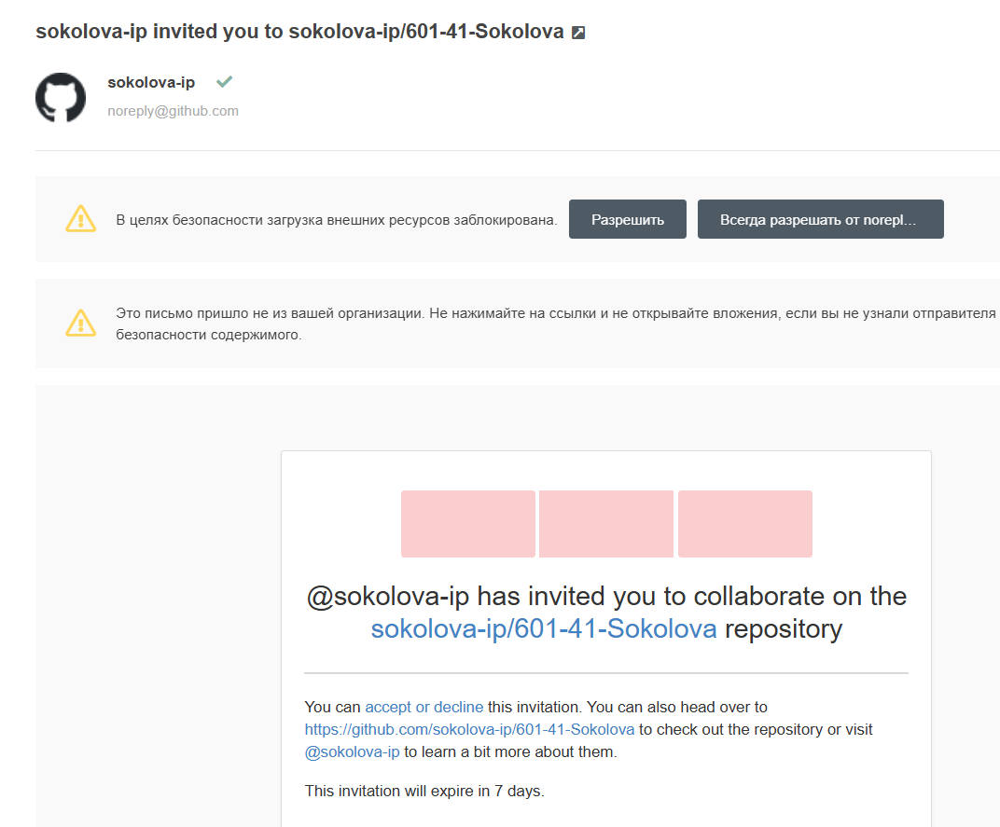 sokolova-ip invited you to sokolova-ip/601-41-Sokolova
sokolova-ip
noreply@github.com
В целях безопасности загрузка внешних ресурсов заблокирована. Разрешить Всегда разрешать от norepl...
Это письмо пришло не из вашей организации. Не нажимайте на ссылки и не открывайте вложения, если вы не узнали отправителя
безопасности содержимого.
@sokolova-ip has invited you to collaborate on the
sokolova-ip/601-41-Sokolova repository
You can accept or decline this invitation. You can also head over to
https://github.com/sokolova-ip/601-41-Sokolova to check out the repository or visit
@sokolova-ip to learn a bit more about them.
This invitation will expire in 7 days.